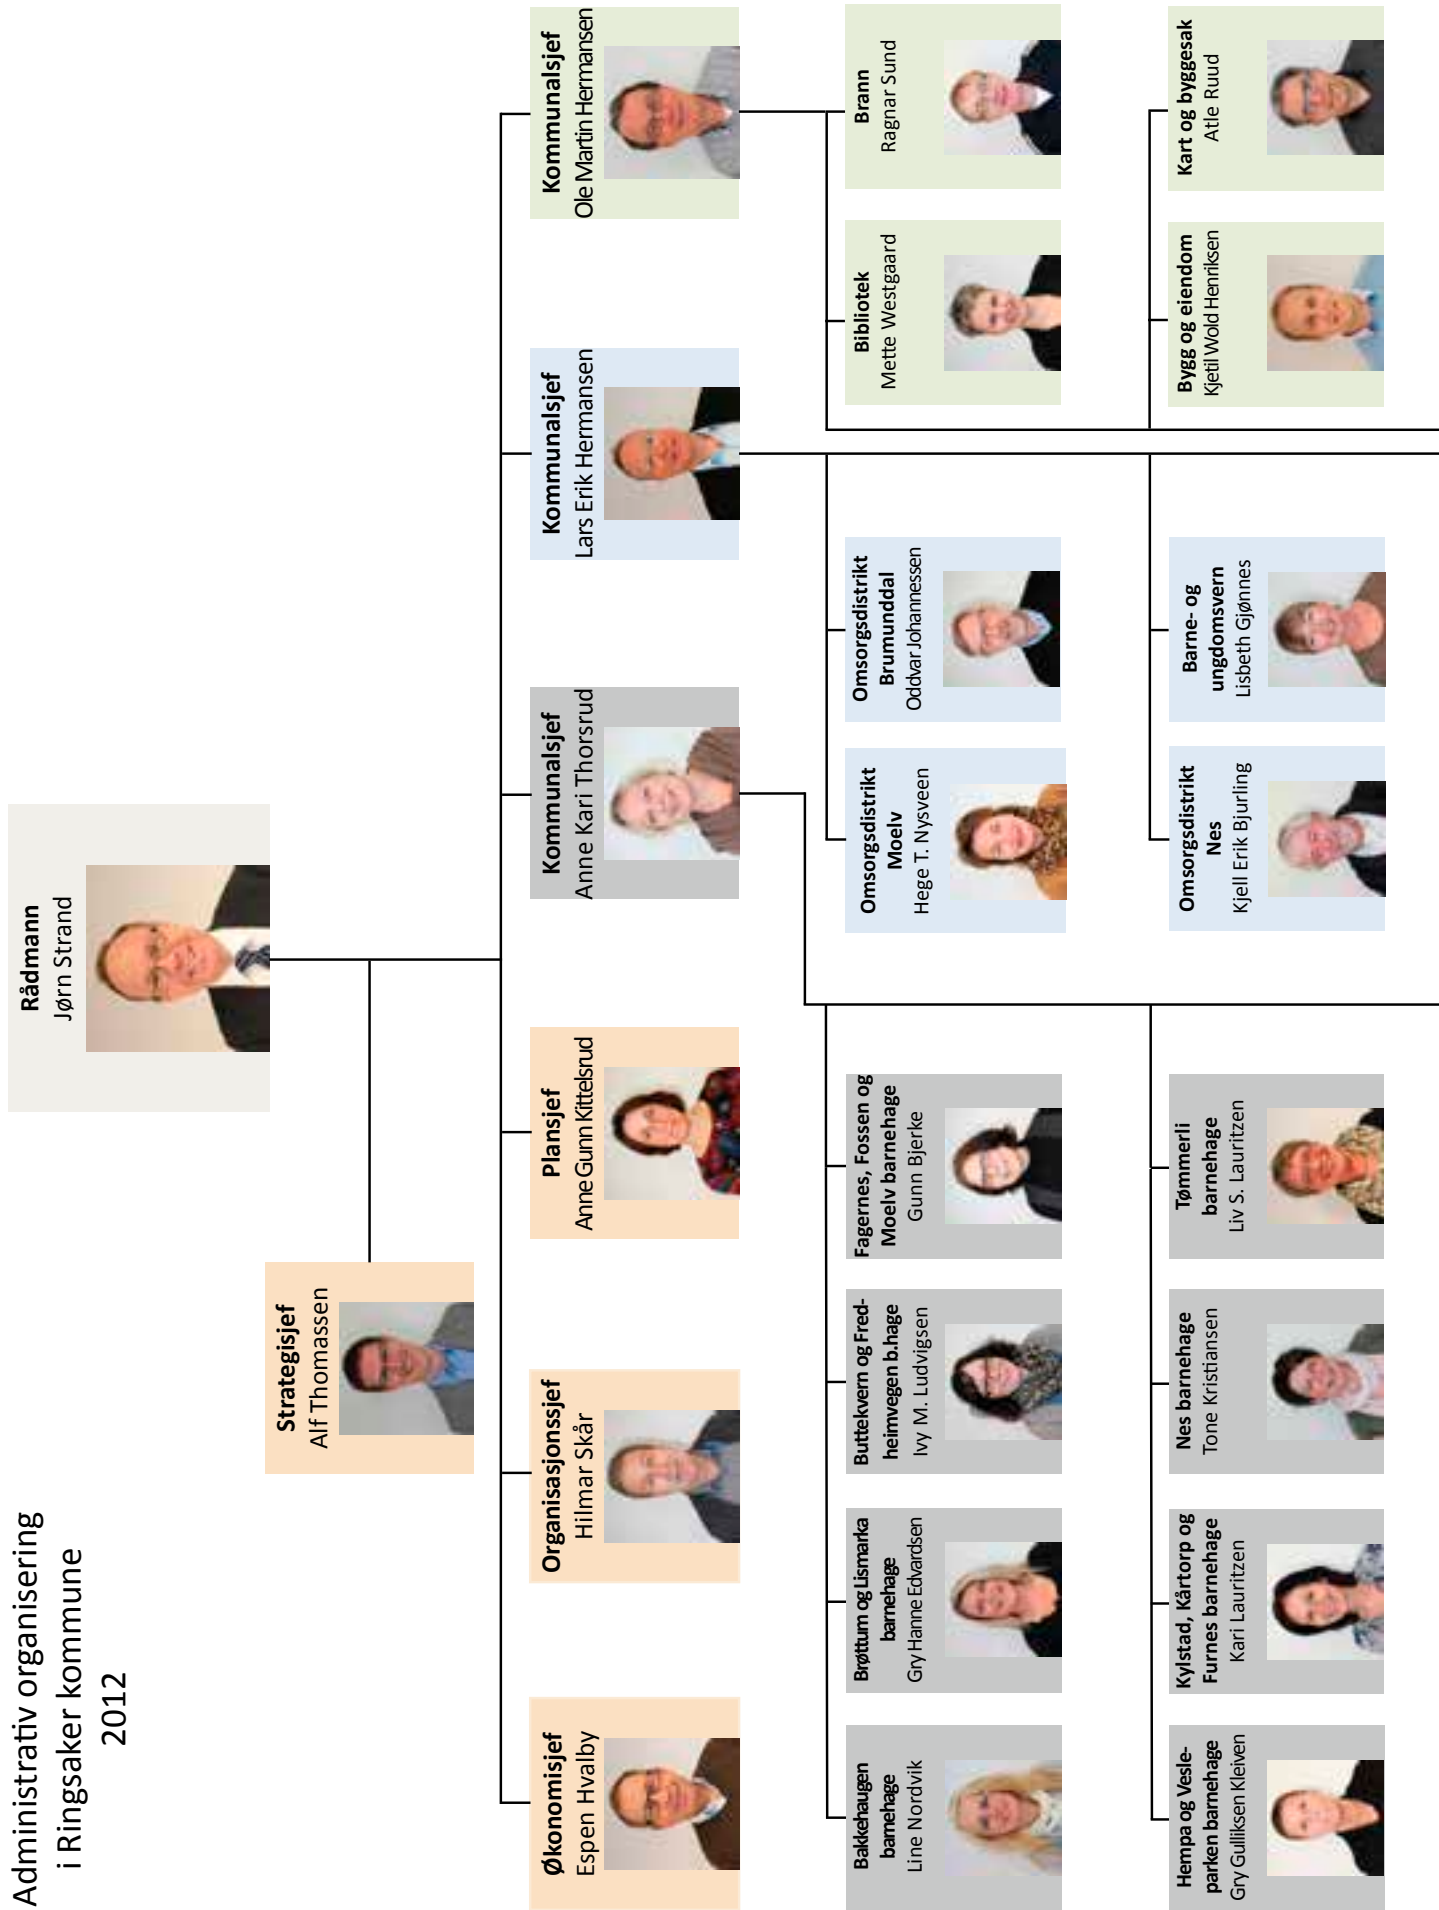 Administrativ organisering
i Ringsaker kommune
2012
Rådmann
Jørn Strand
Strategisjef
Alf Thomassen
Økonomisjef
Espen Hvalby
Organisasjonssjef
Hilmar Skår
Plansjef
Anne Gunn Kittelsrud
Kommunalsjef
Anne Kari Thorsrud
Kommunalsjef
Lars Erik Hermansen
Kommunalsjef
Ole Martin Hermansen
Bakkehaugen
barnehage
Line Nordvik
Brøttum og Lismarka
barnehage
Gry Hanne Edvardsen
Buttekvern og Fred-
heimvegen b.hage
Ivy M. Ludvigsen
Fagernes, Fossen og
Moelv barnehage
Gunn Bjerke
Omsorgsdistrikt
Moelv
Hege T. Nysveen
Omsorgsdistrikt
Brumunddal
Oddvar Johannessen
Bibliotek
Mette Westgaard
Brann
Ragnar Sund
Hempa og Vesle-
parken barnehage
Gry Gulliksen Kleiven
Kylstad, Kårtorp og
Furnes barnehage
Kari Lauritzen
Nes barnehage
Tone Kristiansen
Tømmerli
barnehage
Liv S. Lauritzen
Omsorgsdistrikt
Nes
Kjell Erik Bjurling
Barne- og
ungdomsvern
Lisbeth Gjønnes
Bygg og eiendom
Kjetil Wold Henriksen
Kart og byggesak
Atle Ruud